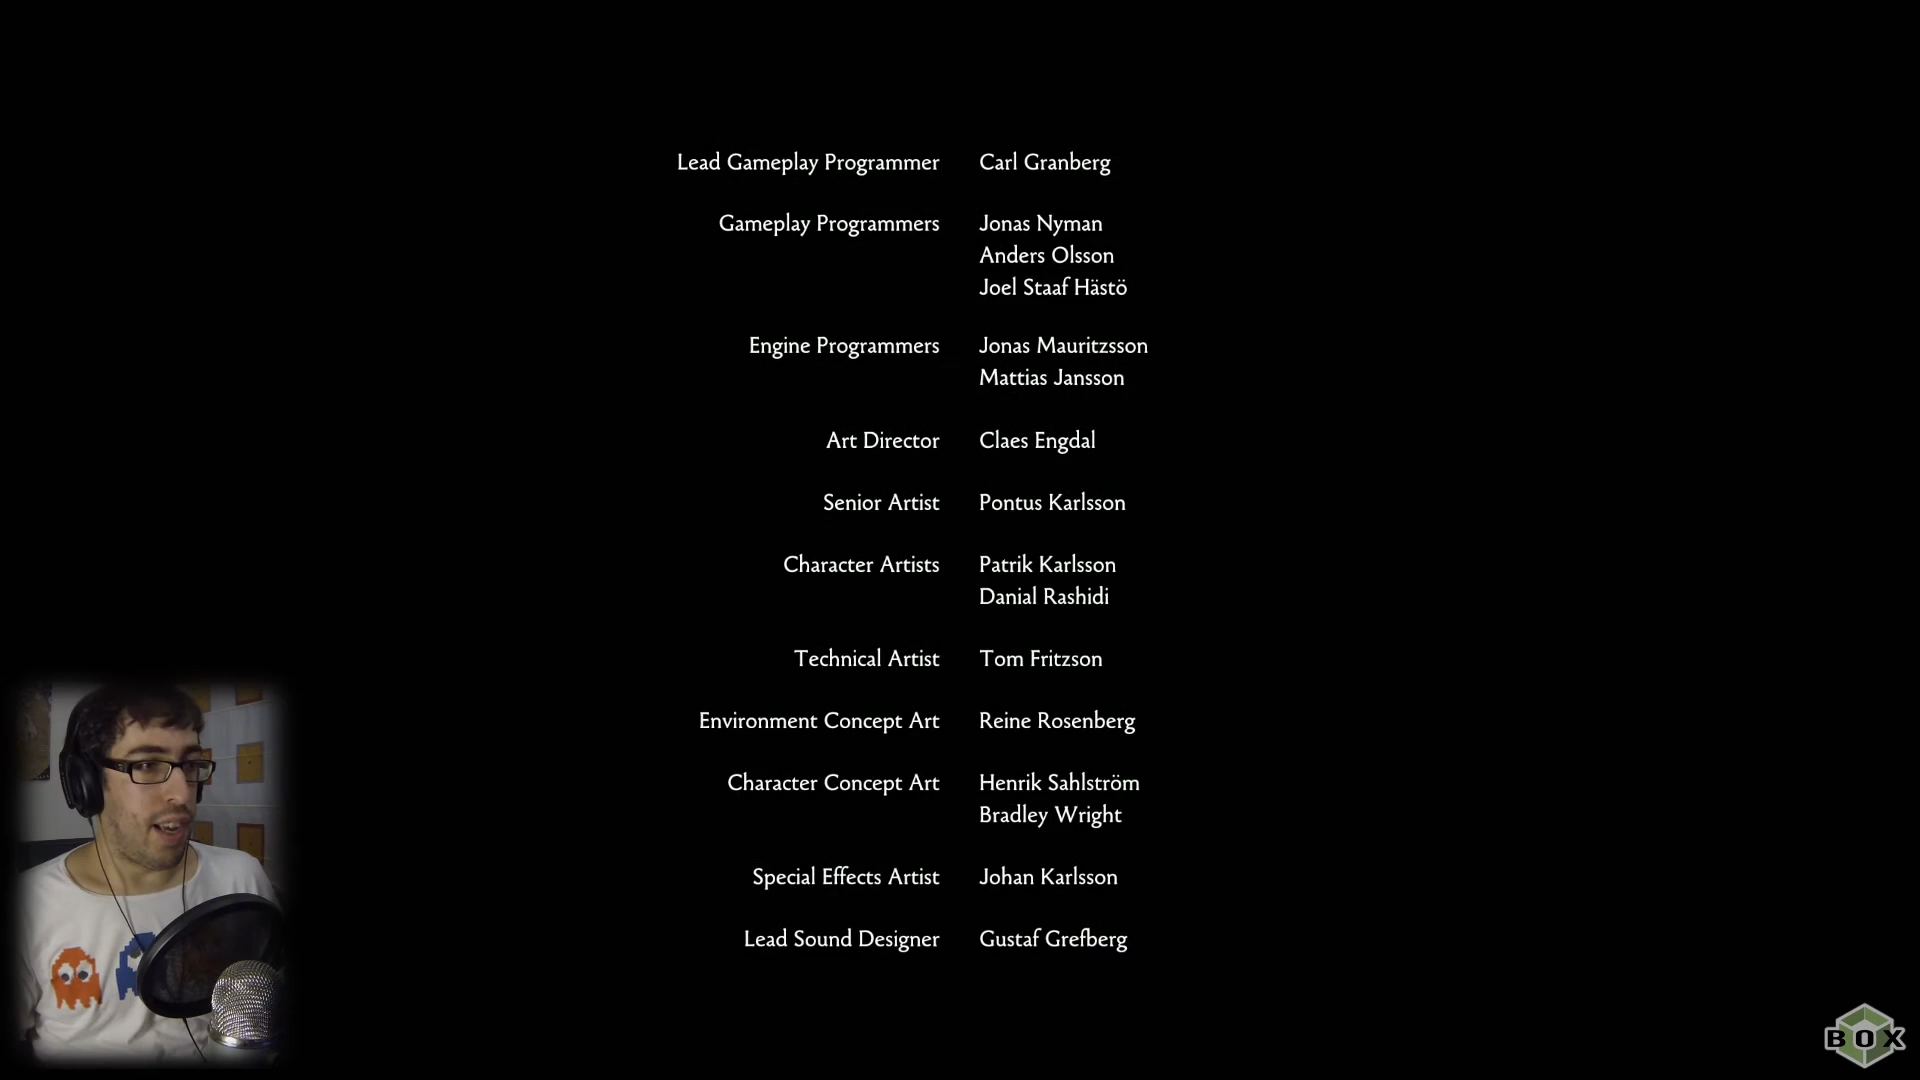 Lead Gameplay Programmer Carl Granberg
Gameplay Programmers Jonas Nyman
Anders Olsson
Joel Staaf Hästö
Engine Programmers Jonas Mauritzsson
Mattias Jansson
Art Director Claes Engdal
Senior Artist Pontus Karlsson
Character Artists Patrik Karlsson
Danial Rashidi
Technical Artist Tom Fritzson
Environment Concept Art Reine Rosenberg
Character Concept Art Henrik Sahlström
Bradley Wright
Special Effects Artist Johan Karlsson
Lead Sound Designer Gustaf Grefberg
BOX